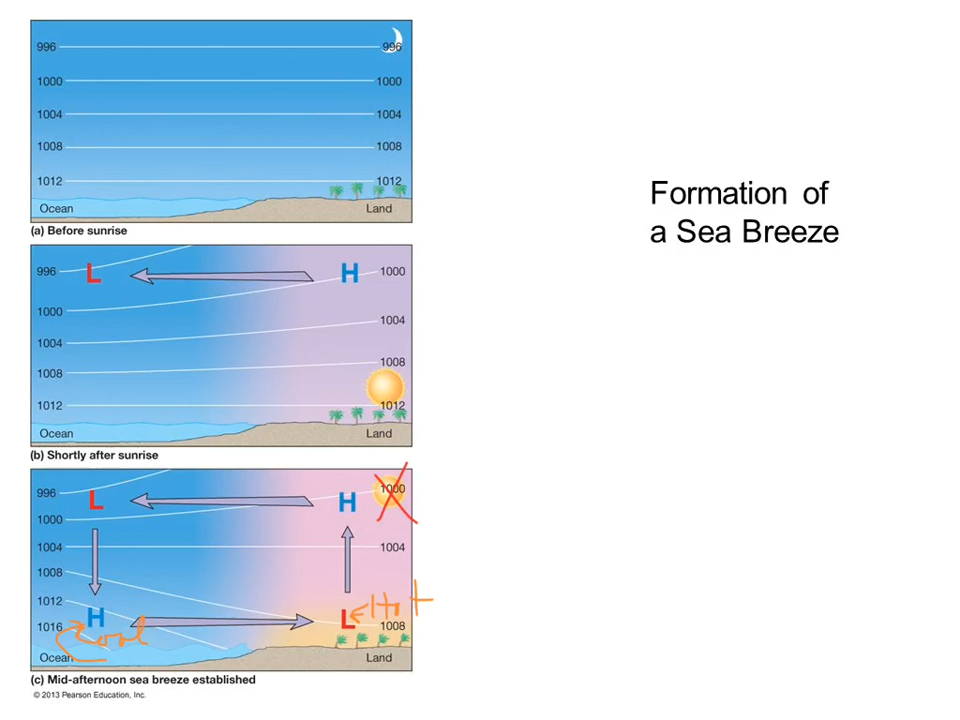 996 996
1000 1000
1004 1004
1008 1008
1012 1012
Ocean Land
(a) Before sunrise
Formation of
a Sea Breeze
996 L H 1000
1000
1004 1004
1008 1008
1012 1012
Ocean Land
(b) Shortly after sunrise
996 L H 1000
1000
1004 1004
1008
1012 Hot
1016 H L 1008
cool
Ocean Land
(c) Mid-afternoon sea breeze established
© 2013 Pearson Education, Inc.